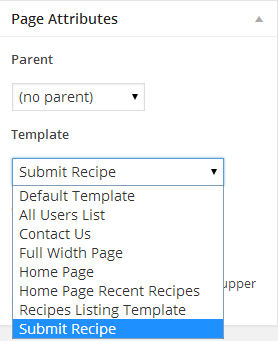 Page Attributes
Parent
(no parent)
Template
Submit Recipe
Default Template
All Users List
Contact Us
Full Width Page
Home Page
Home Page Recent Recipes
Recipes Listing Template
Submit Recipe
upper